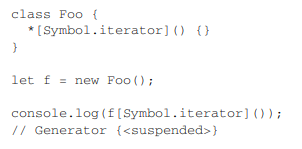 class Foo {
  *[Symbol.iterator]() {}
}
let f = new Foo();
console.log(f[Symbol.iterator]());
// Generator {<suspended>}